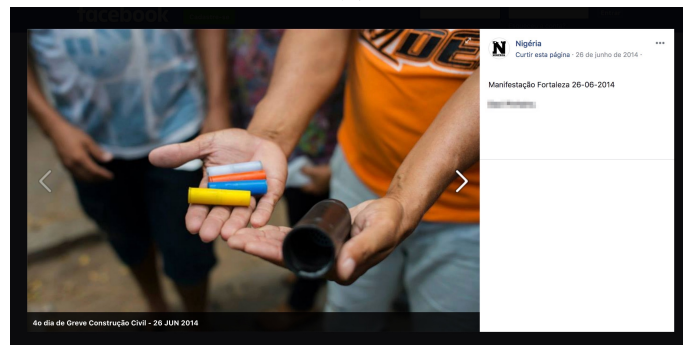 facebook
Nigéria
Curtir esta página · 26 de junho de 2014 ·
Manifestação Fortaleza 26-06-2014
4o dia de Greve Construção Civil - 26 JUN 2014